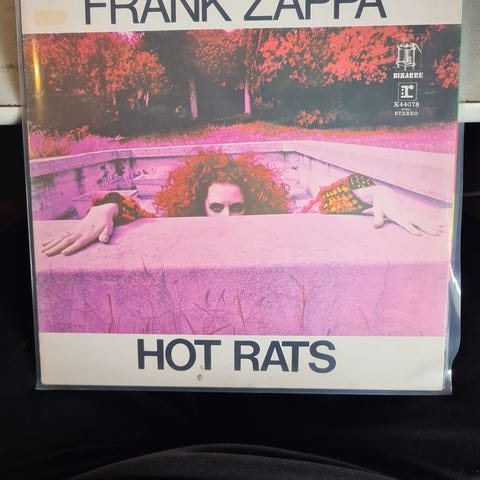 FRANK ZAPPA
BIZARRE
r
K44078
STEREO
HOT RATS